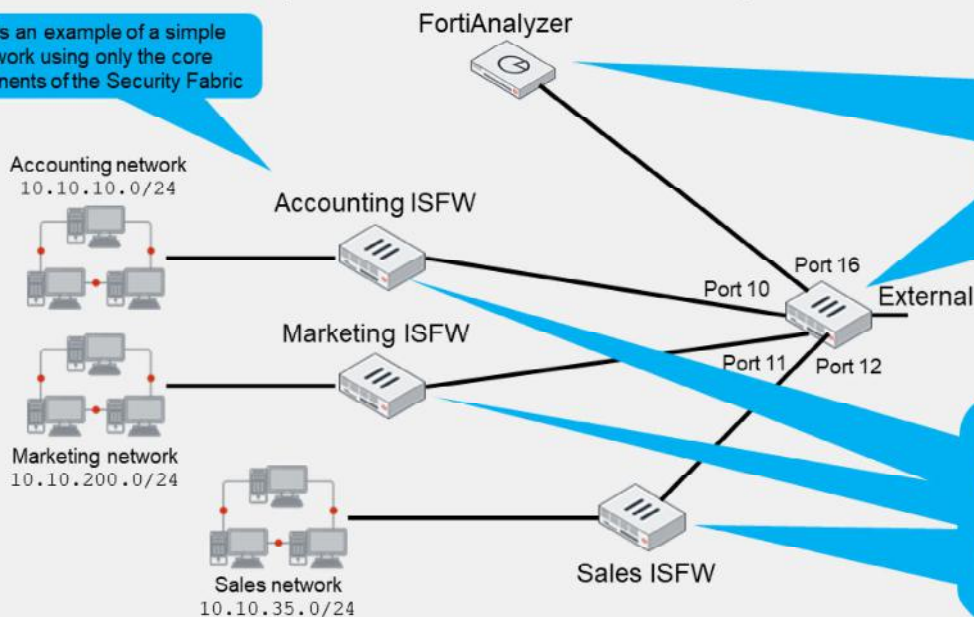 s an example of a simple
work using only the core
nents of the Security Fabric
FortiAnalyzer
Accounting network
10.10.10.0/24
Accounting ISFW
Port 16
Port 10
External
Marketing ISFW
Port 11
Port 12
Marketing network
10.10.200.0/24
Sales ISFW
Sales network
10.10.35.0/24